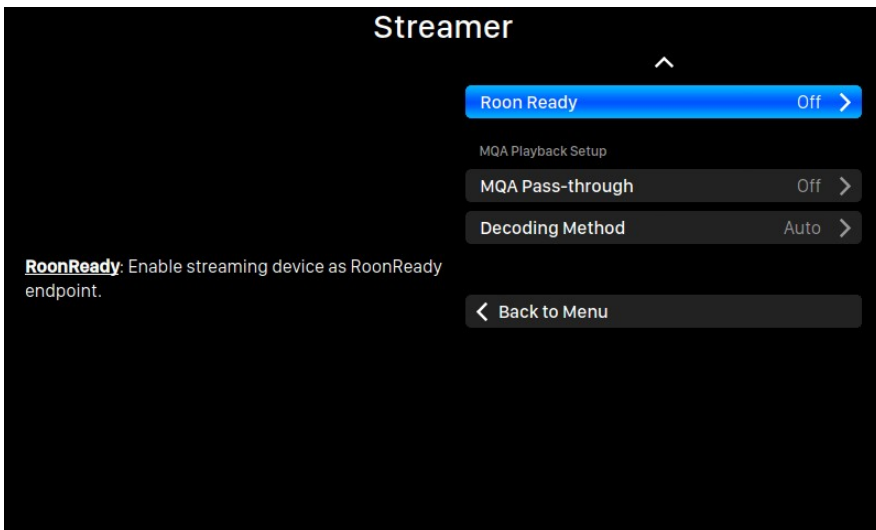 Streamer
Roon Ready Off
MQA Playback Setup
MQA Pass-through Off
Decoding Method Auto
RoonReady: Enable streaming device as RoonReady
endpoint.
Back to Menu